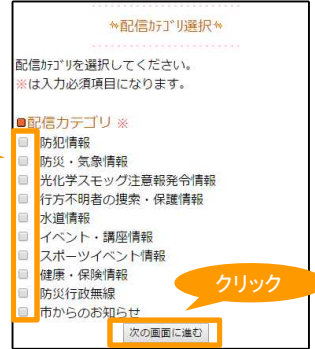 配信ｶﾃｺﾞﾘ選択
配信ｶﾃｺﾞﾘを選択してください。
※は入力必須項目になります。
■配信カテゴリ ※
防犯情報
防災・気象情報
光化学スモッグ注意報発令情報
行方不明者の捜索・保護情報
水道情報
イベント・講座情報
スポーツイベント情報
健康・保険情報
防災行政無線
市からのお知らせ
クリック
次の画面に進む